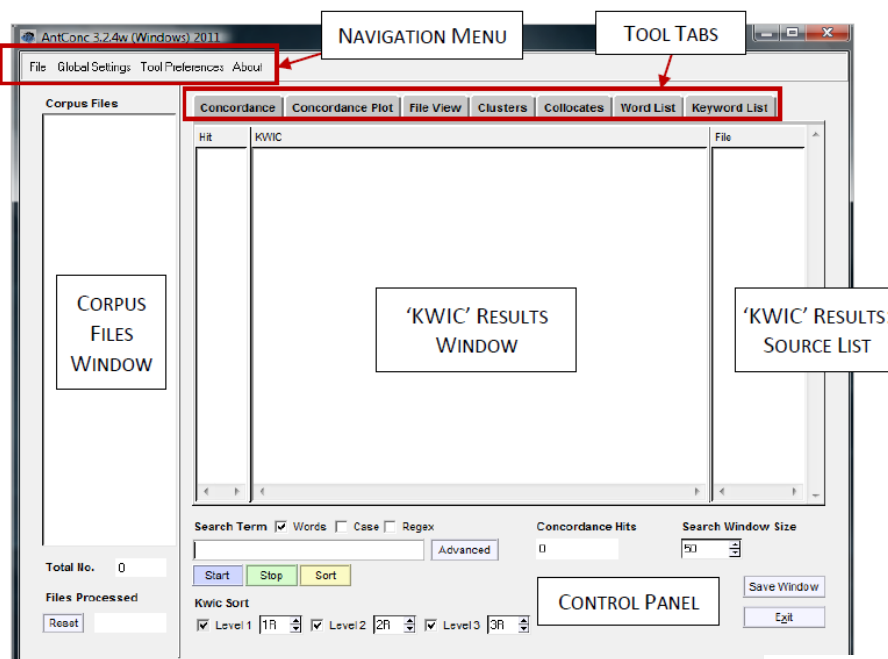 AntConc 3.2.4w (Windows) 2011
NAVIGATION MENU
TOOL TABS
File Global Settings Tool Preferences About
Corpus Files
Concordance Concordance Plot File View Clusters Collocates Word List Keyword List
Hit KWIC File
CORPUS
FILES
WINDOW
'KWIC' RESULTS
WINDOW
'KWIC' RESULTS:
SOURCE LIST
Search Term Words Case Regex Concordance Hits Search Window Size
Advanced 0 50
Total No. 0
Start Stop Sort
Files Processed
Kwic Sort
CONTROL PANEL
Save Window
Reset
Level 1 1R Level 2 2R Level 3 3R
Exit